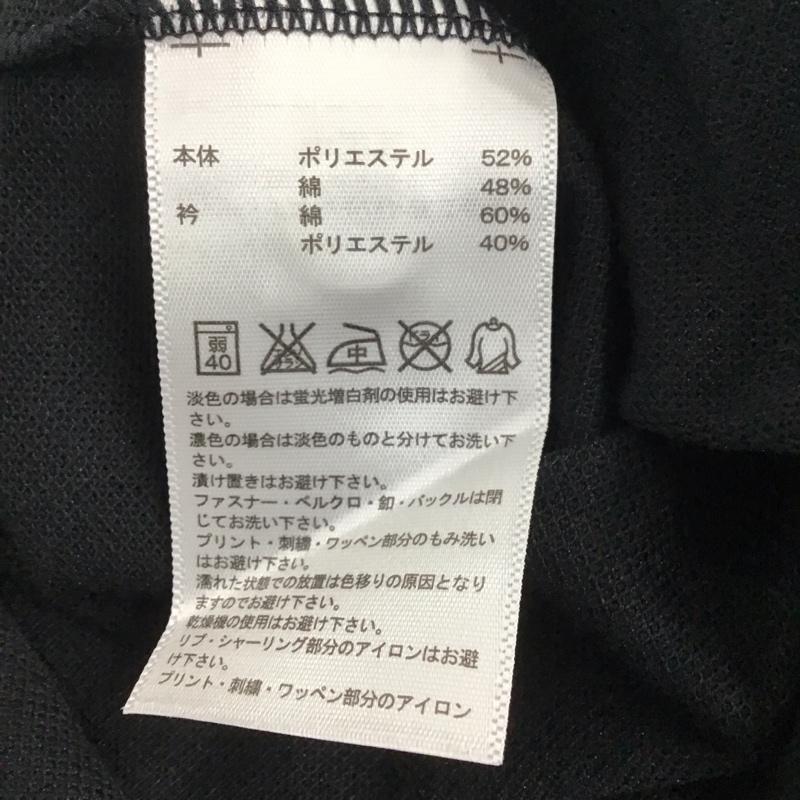 本体 ポリエステル 52%
綿 48%
衿 綿 60%
ポリエステル 40%
弱 40 中
淡色の場合は蛍光増白剤の使用はお避け下
さい。
濃色の場合は淡色のものと分けてお洗い下
さい。
漬け置きはお避け下さい。
ファスナー・ベルクロ・釦・バックルは閉
じてお洗い下さい。
プリント・刺繍・ワッペン部分のもみ洗い
はお避け下さい。
濡れた状態での放置は色移りの原因となり
ますのでお避け下さい。
乾燥機の使用はお避け下さい。
リブ・シャーリング部分のアイロンはお避
け下さい。
プリント・刺繍・ワッペン部分のアイロン